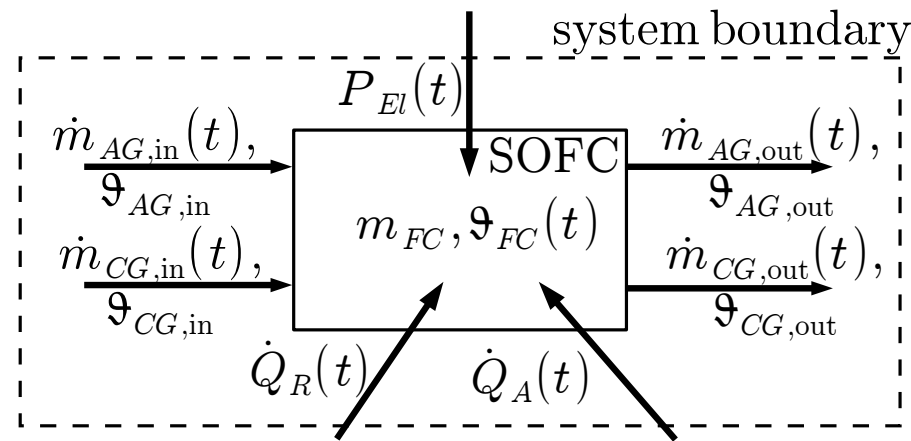 system boundary
P_El(t)
ṁ_AG,in(t), SOFC ṁ_AG,out(t),
ϑ_AG,in ϑ_AG,out
m_FC, ϑ_FC(t)
ṁ_CG,in(t), ṁ_CG,out(t),
ϑ_CG,in ϑ_CG,out
Q̇_R(t) Q̇_A(t)